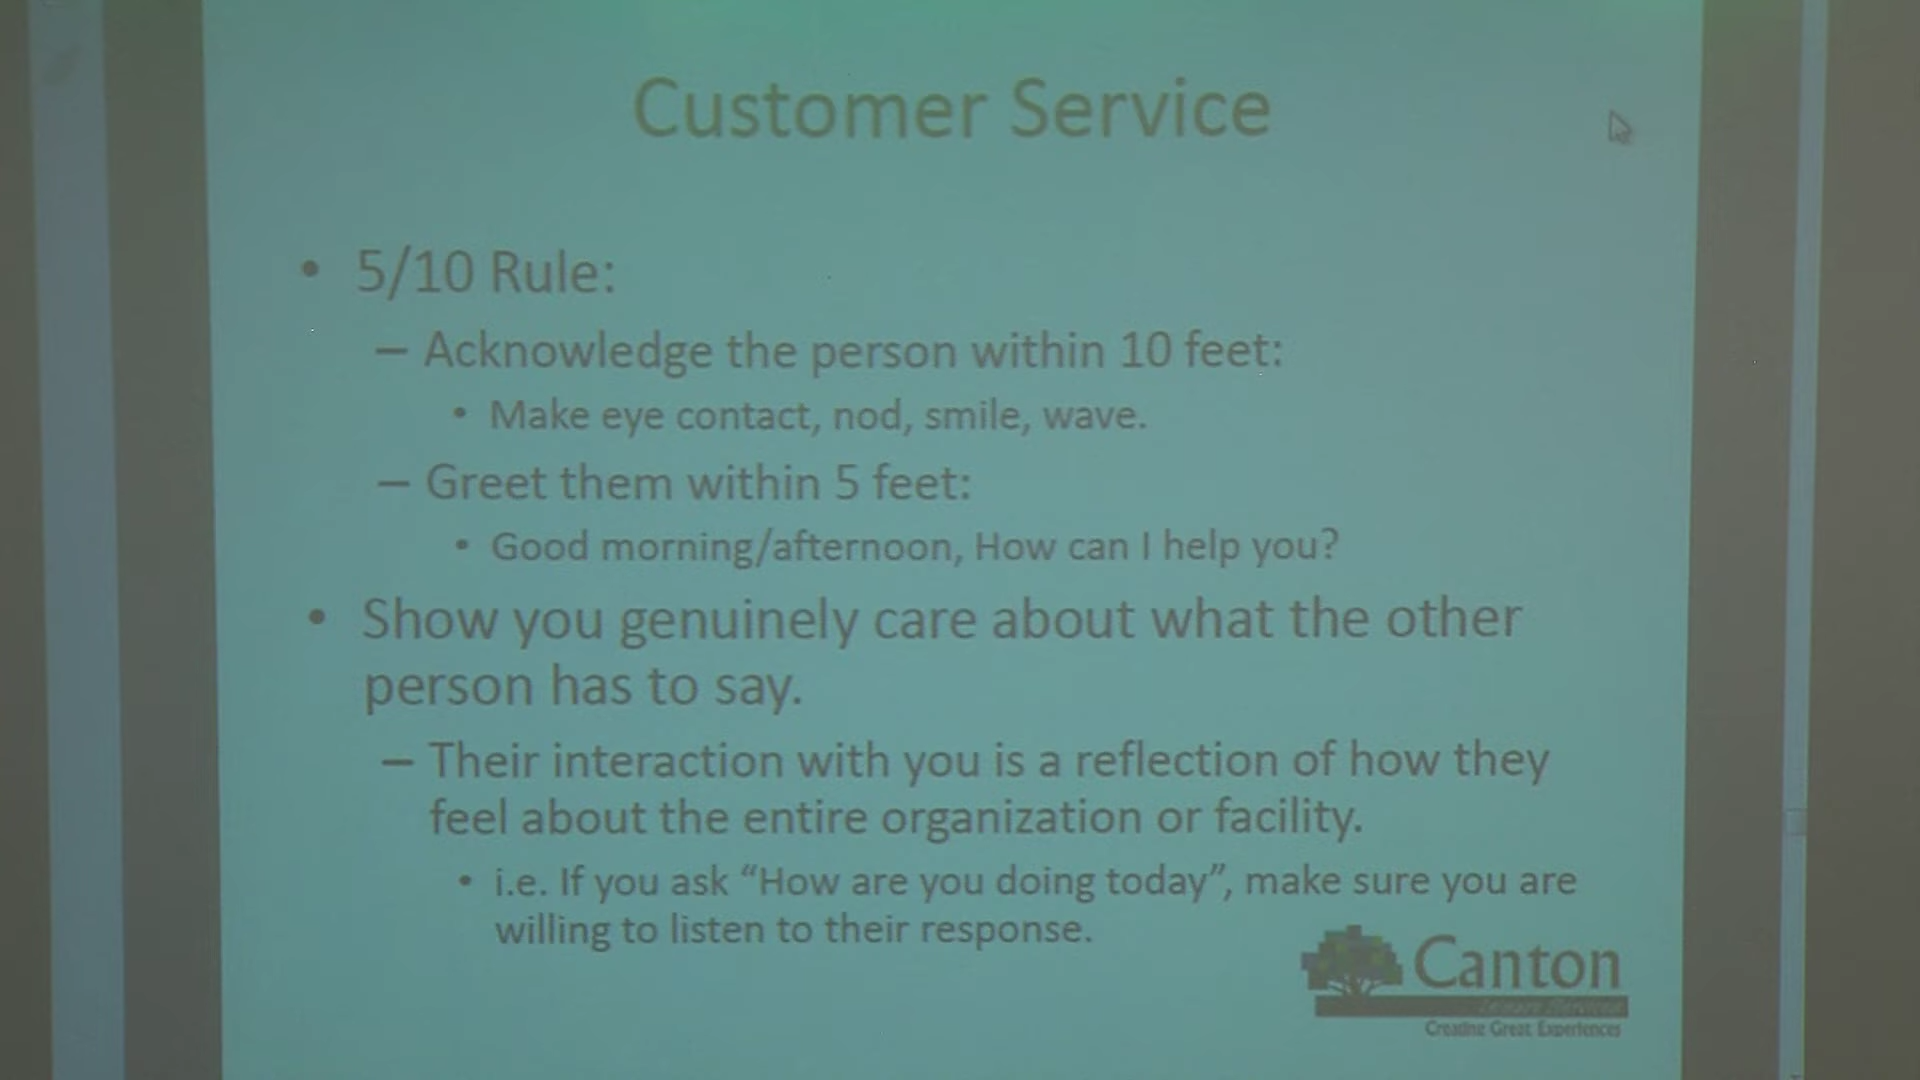 Customer Service
• 5/10 Rule:
– Acknowledge the person within 10 feet:
• Make eye contact, nod, smile, wave.
– Greet them within 5 feet:
• Good morning/afternoon, How can I help you?
• Show you genuinely care about what the other
person has to say.
– Their interaction with you is a reflection of how they
feel about the entire organization or facility.
• i.e. If you ask “How are you doing today”, make sure you are
willing to listen to their response.
Canton
Leisure Services
Creating Great Experiences